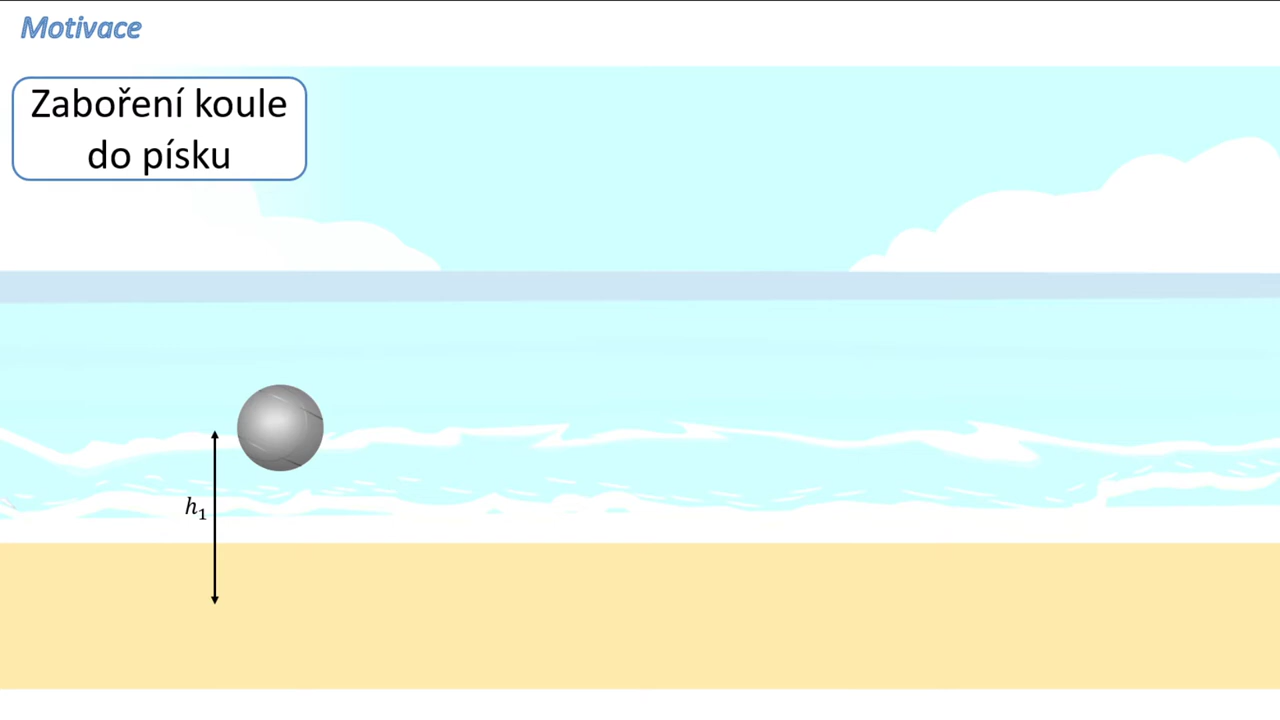 Motivace
Zaboření koule
do písku
h₁